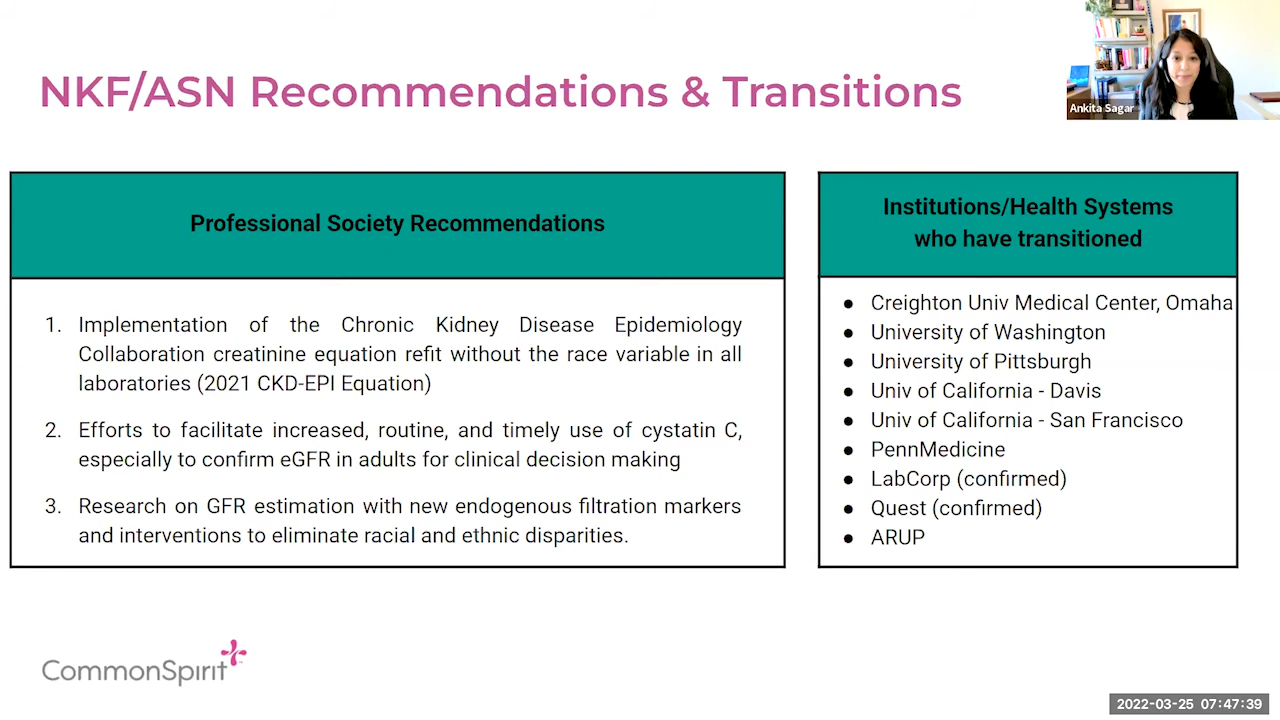 NKF/ASN Recommendations & Transitions
Ankita Sagar
Professional Society Recommendations
1. Implementation of the Chronic Kidney Disease Epidemiology
Collaboration creatinine equation refit without the race variable in all
laboratories (2021 CKD-EPI Equation)
2. Efforts to facilitate increased, routine, and timely use of cystatin C,
especially to confirm eGFR in adults for clinical decision making
3. Research on GFR estimation with new endogenous filtration markers
and interventions to eliminate racial and ethnic disparities.
Institutions/Health Systems
who have transitioned
● Creighton Univ Medical Center, Omaha
● University of Washington
● University of Pittsburgh
● Univ of California - Davis
● Univ of California - San Francisco
● PennMedicine
● LabCorp (confirmed)
● Quest (confirmed)
● ARUP
CommonSpirit
2022-03-25 07:47:39